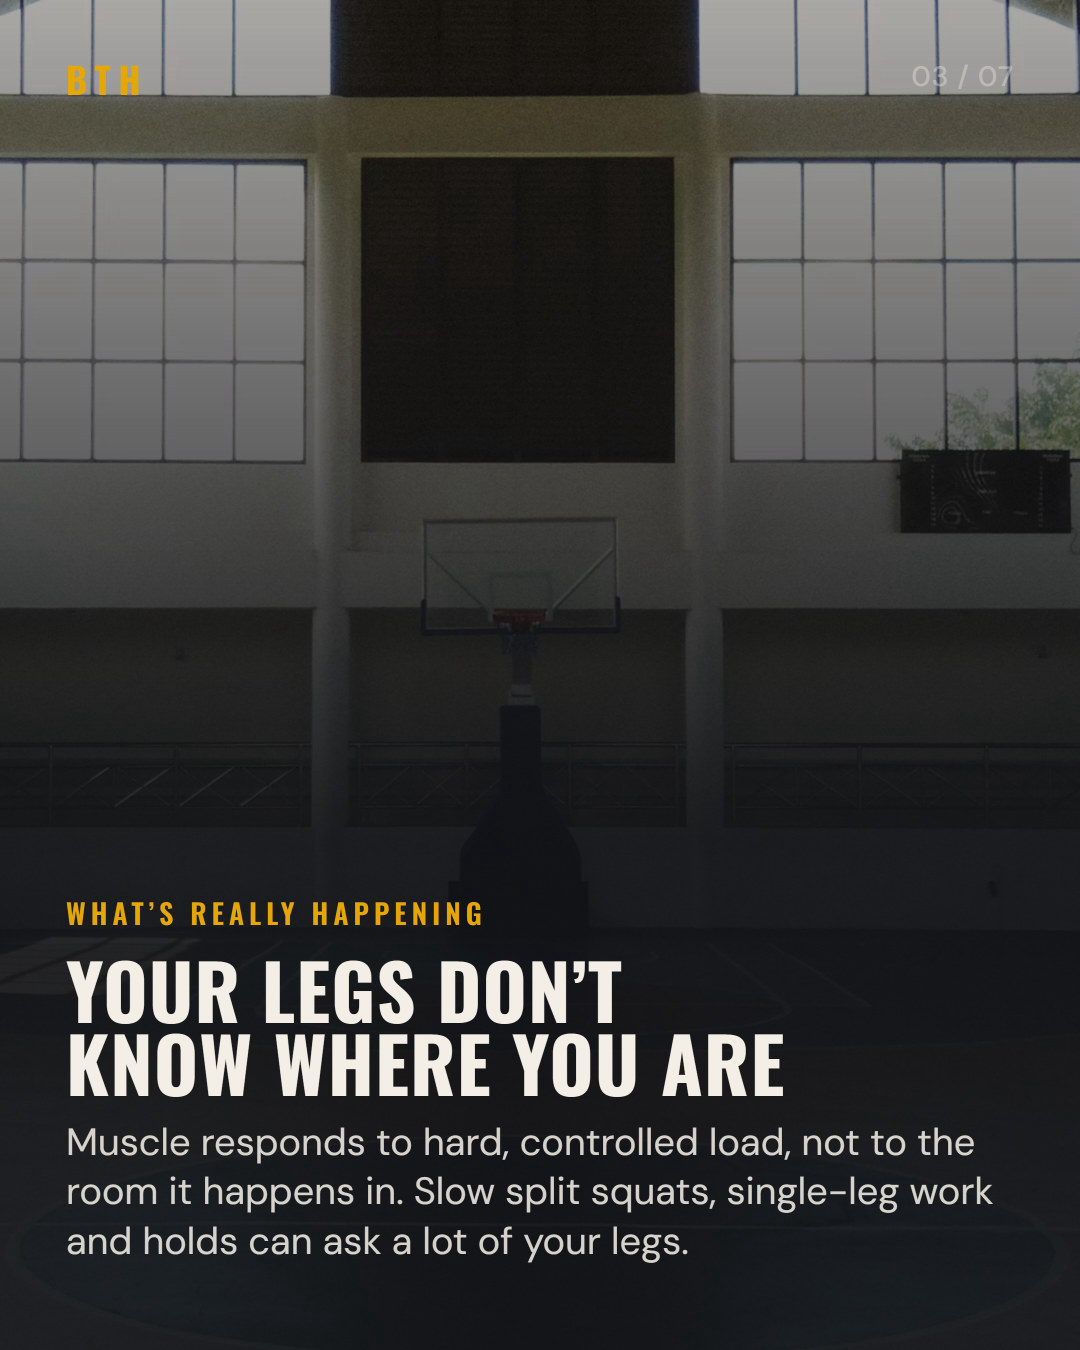 BTH
03 / 07
WHAT’S REALLY HAPPENING
YOUR LEGS DON’T
KNOW WHERE YOU ARE
Muscle responds to hard, controlled load, not to the
room it happens in. Slow split squats, single-leg work
and holds can ask a lot of your legs.